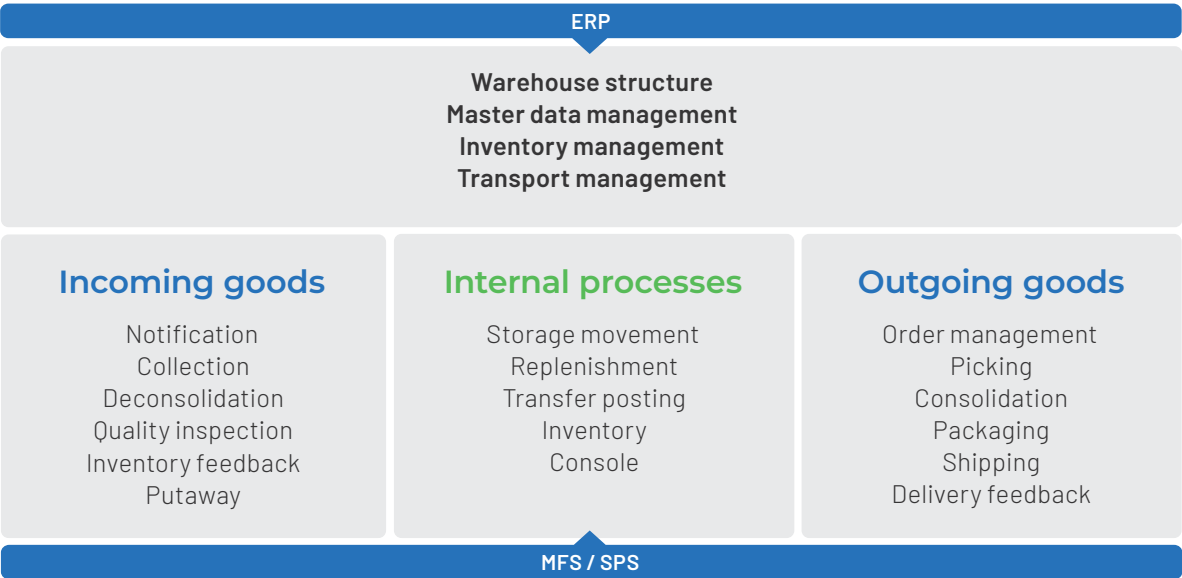 ERP
Warehouse structure
Master data management
Inventory management
Transport management
Incoming goods
Notification
Collection
Deconsolidation
Quality inspection
Inventory feedback
Putaway
Internal processes
Storage movement
Replenishment
Transfer posting
Inventory
Console
Outgoing goods
Order management
Picking
Consolidation
Packaging
Shipping
Delivery feedback
MFS / SPS